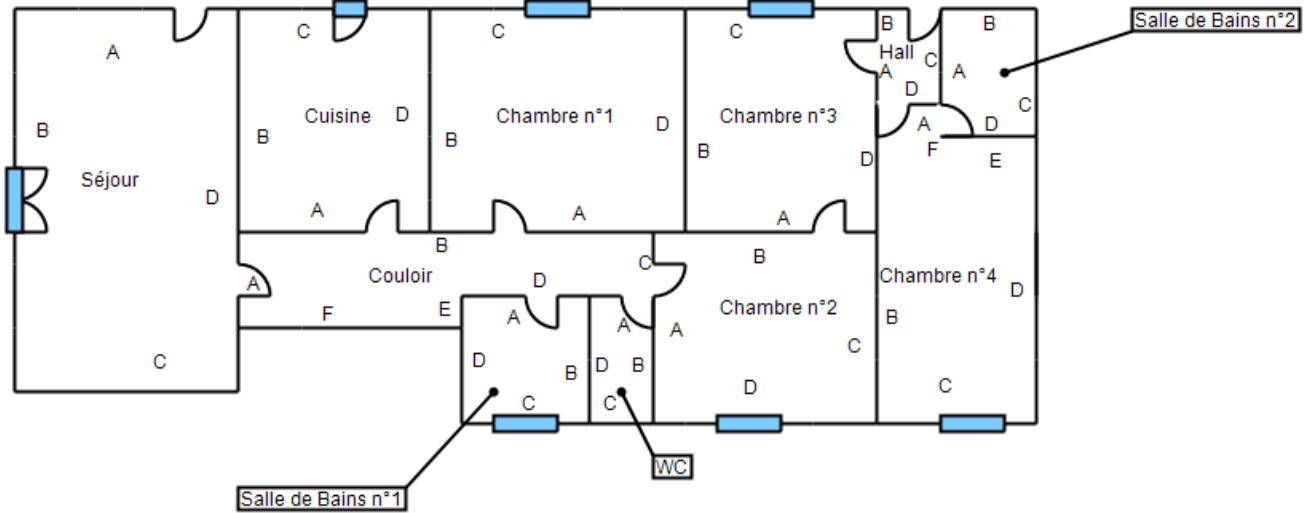 C
C
C
B
B
Salle de Bains n°2
A
Hall
C
A
A
D
C
B
Cuisine
D
Chambre n°1
D
Chambre n°3
A
D
B
B
B
F
E
B
D
Séjour
D
A
A
A
B
B
C
Couloir
D
A
Chambre n°2
Chambre n°4
D
F
E
A
A
A
B
C
C
D
D
B
B
D
C
C
C
WC
Salle de Bains n°1